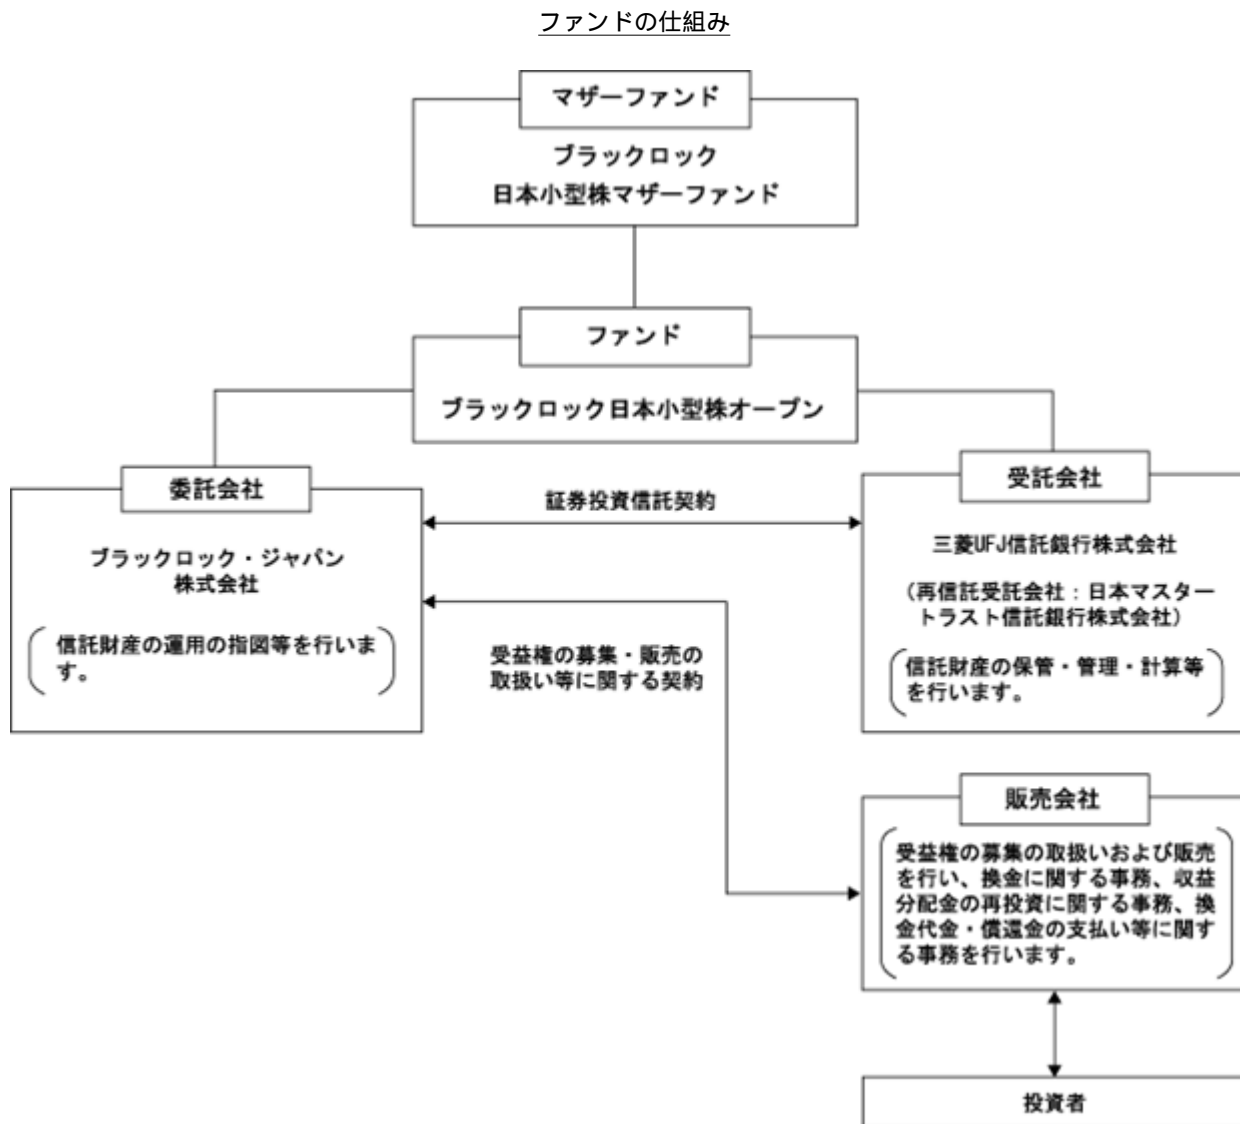 ファンドの仕組み
マザーファンド
ブラックロック
日本小型株マザーファンド
ファンド
ブラックロック日本小型株オープン
委託会社
ブラックロック・ジャパン
株式会社
信託財産の運用の指図等を行いま
す。
証券投資信託契約
受益権の募集・販売の
取扱い等に関する契約
受託会社
三菱UFJ信託銀行株式会社
（再信託受託会社：日本マスター
トラスト信託銀行株式会社）
信託財産の保管・管理・計算等
を行います。
販売会社
受益権の募集の取扱いおよび販売
を行い、換金に関する事務、収益
分配金の再投資に関する事務、換
金代金・償還金の支払い等に関す
る事務を行います。
投資者